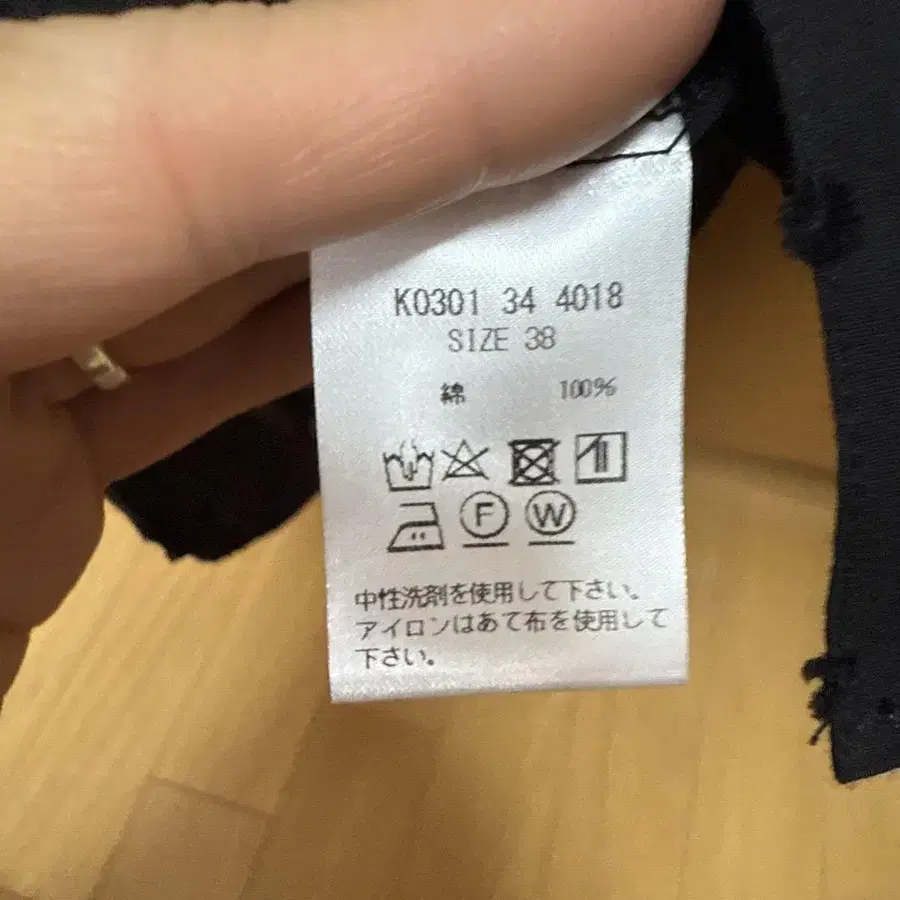 K0301 34 4018
SIZE 38
綿 100%
F W
中性洗剤を使用して下さい。
アイロンはあて布を使用して
下さい。